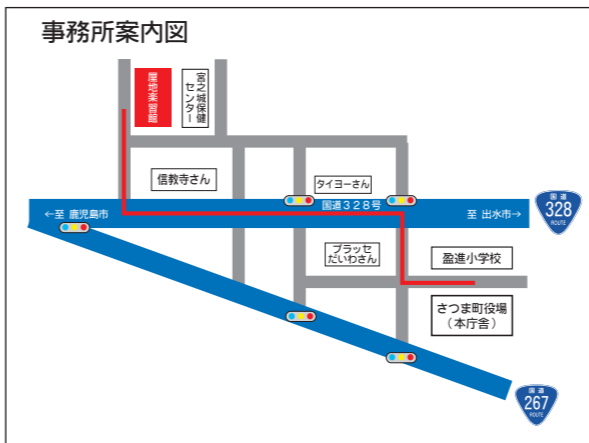 事務所案内図
屋地楽習館
宮之城保健
センター
信教寺さん
タイヨーさん
国道328号
←至 鹿児島市
至 出水市→
国道
328
ROUTE
プラッセ
だいわさん
盈進小学校
さつま町役場
（本庁舎）
国道
267
ROUTE